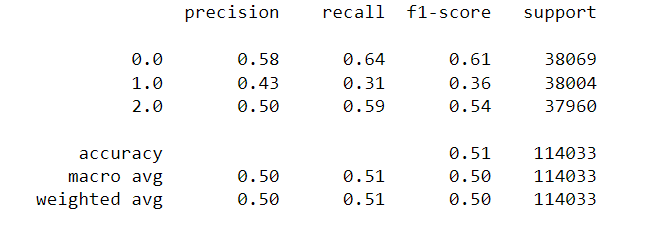 precision recall f1-score support
0.0 0.58 0.64 0.61 38069
1.0 0.43 0.31 0.36 38004
2.0 0.50 0.59 0.54 37960
accuracy 0.51 114033
macro avg 0.50 0.51 0.50 114033
weighted avg 0.50 0.51 0.50 114033